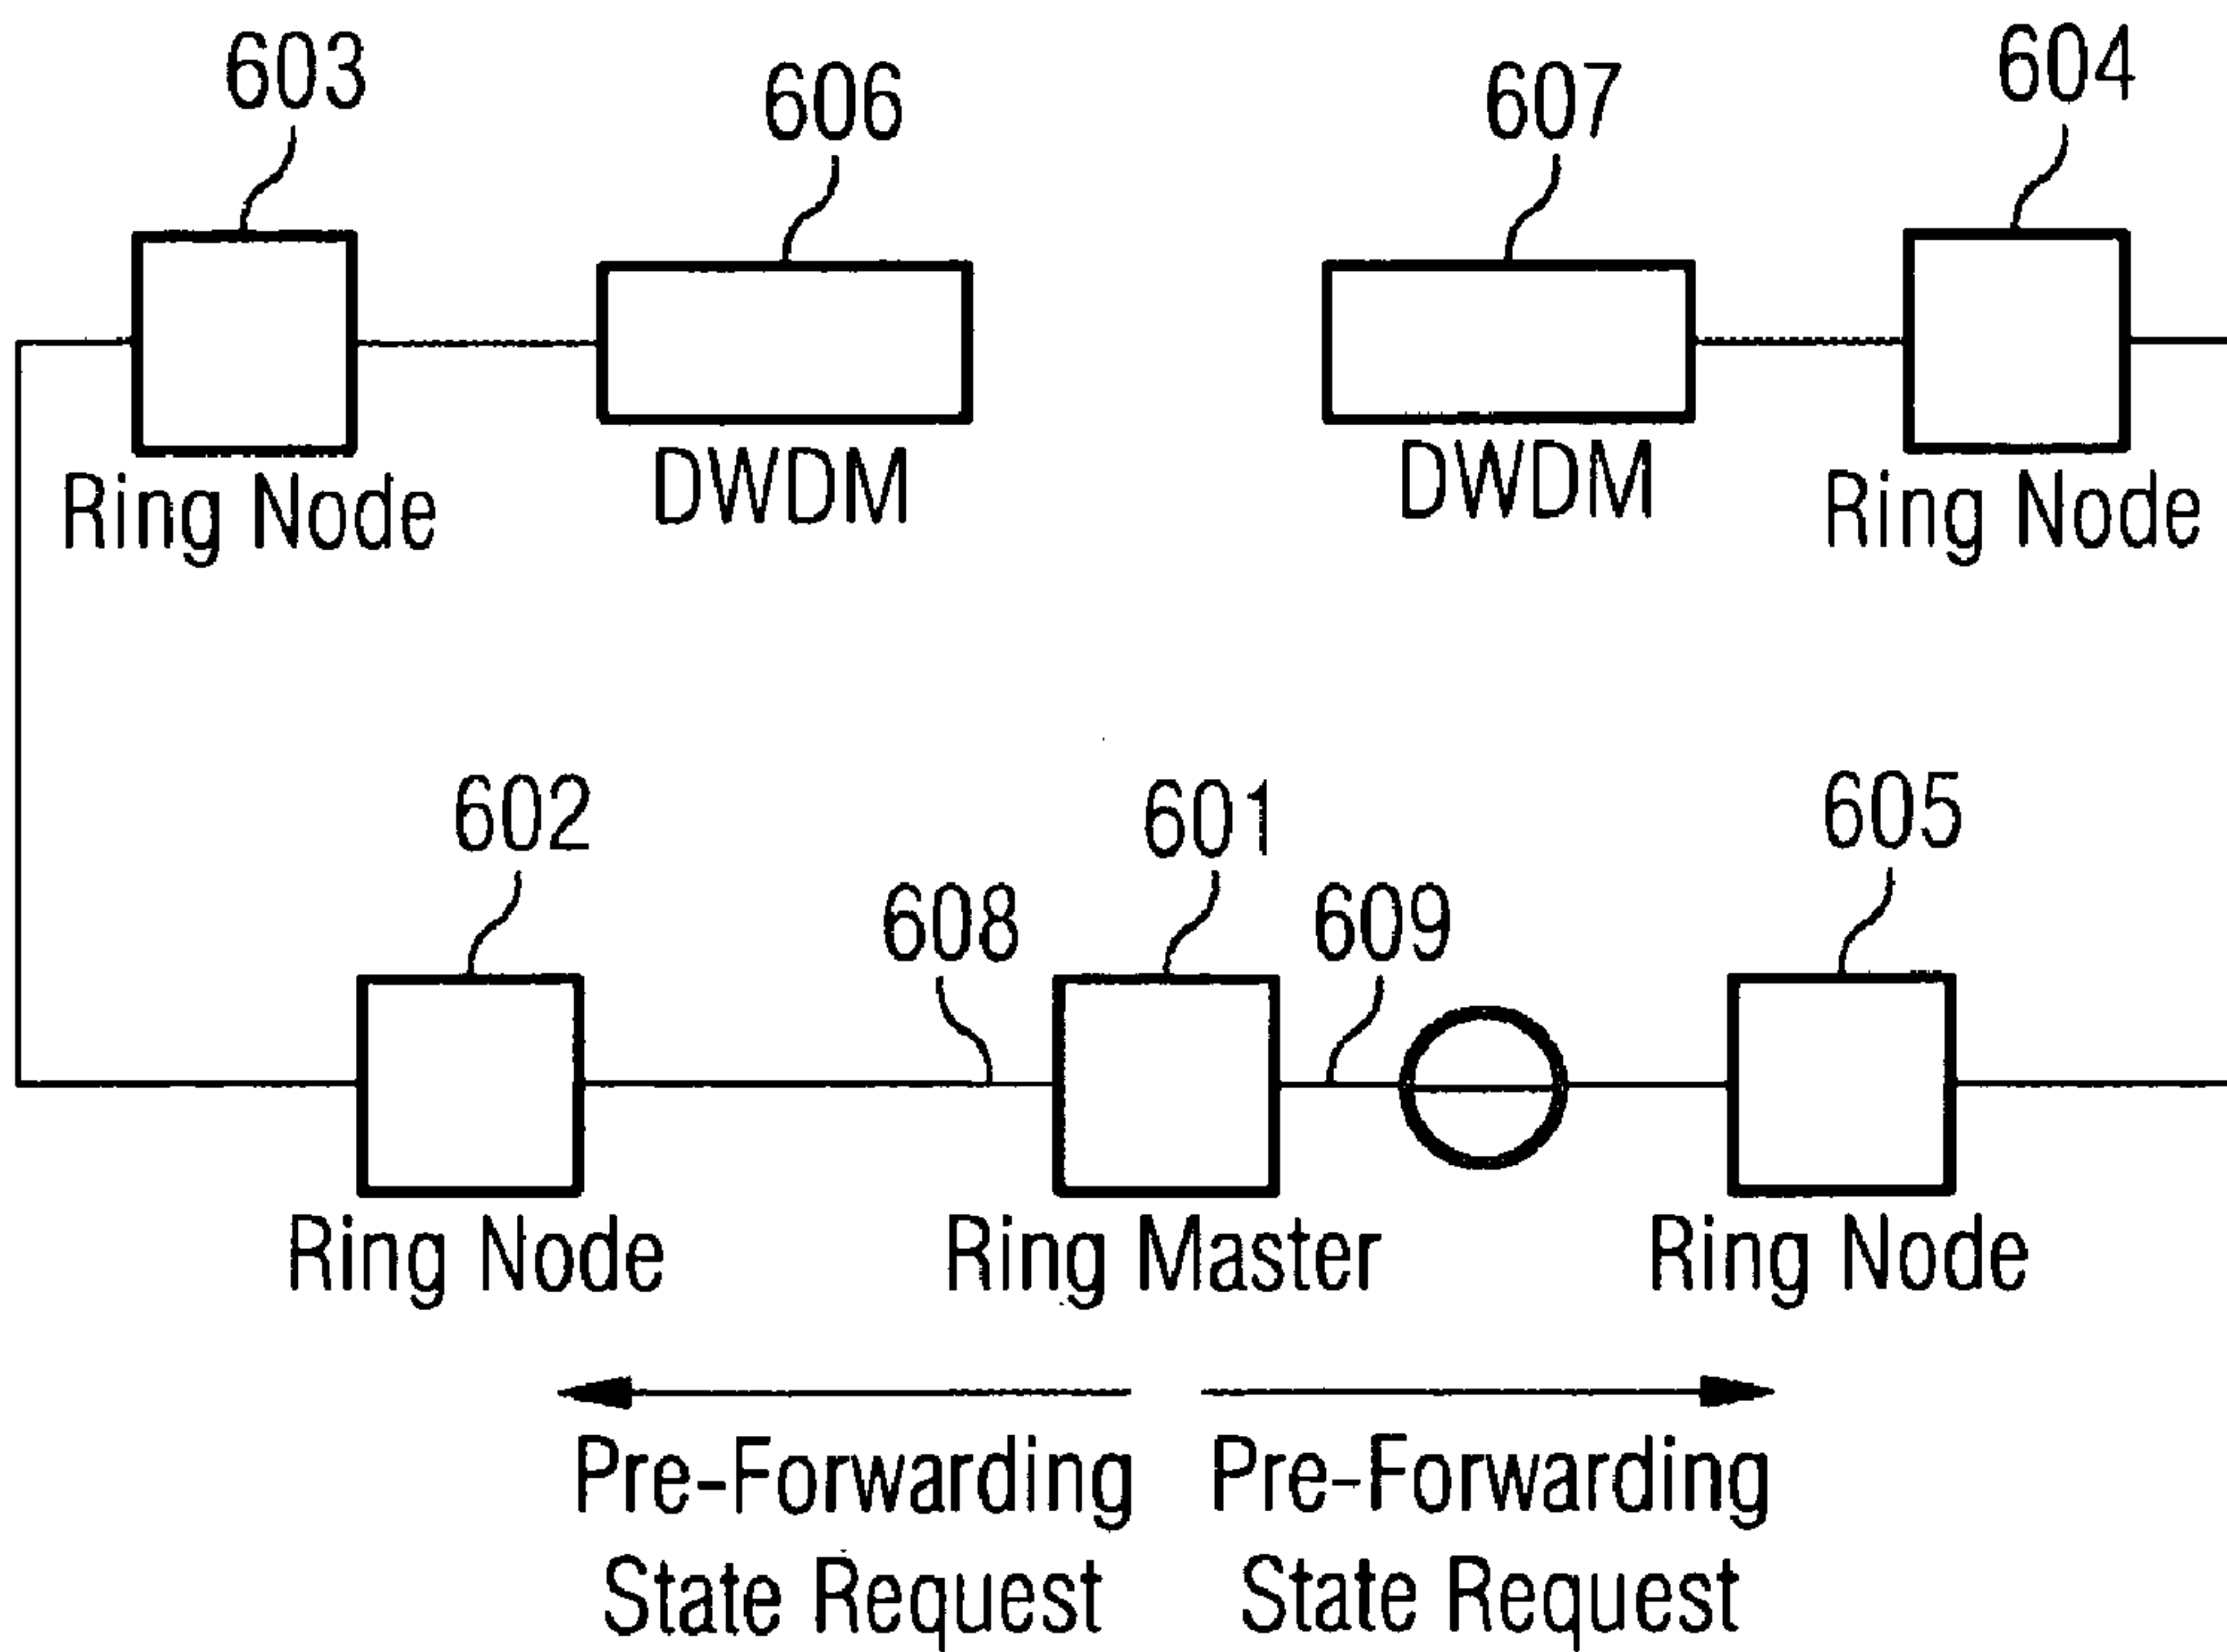 603
606
607
604
Ring Node
DWDM
DWDM
Ring Node
602
608
601
609
605
Ring Node
Ring Master
Ring Node
Pre-Forwarding
State Request
Pre-Forwarding
State Request